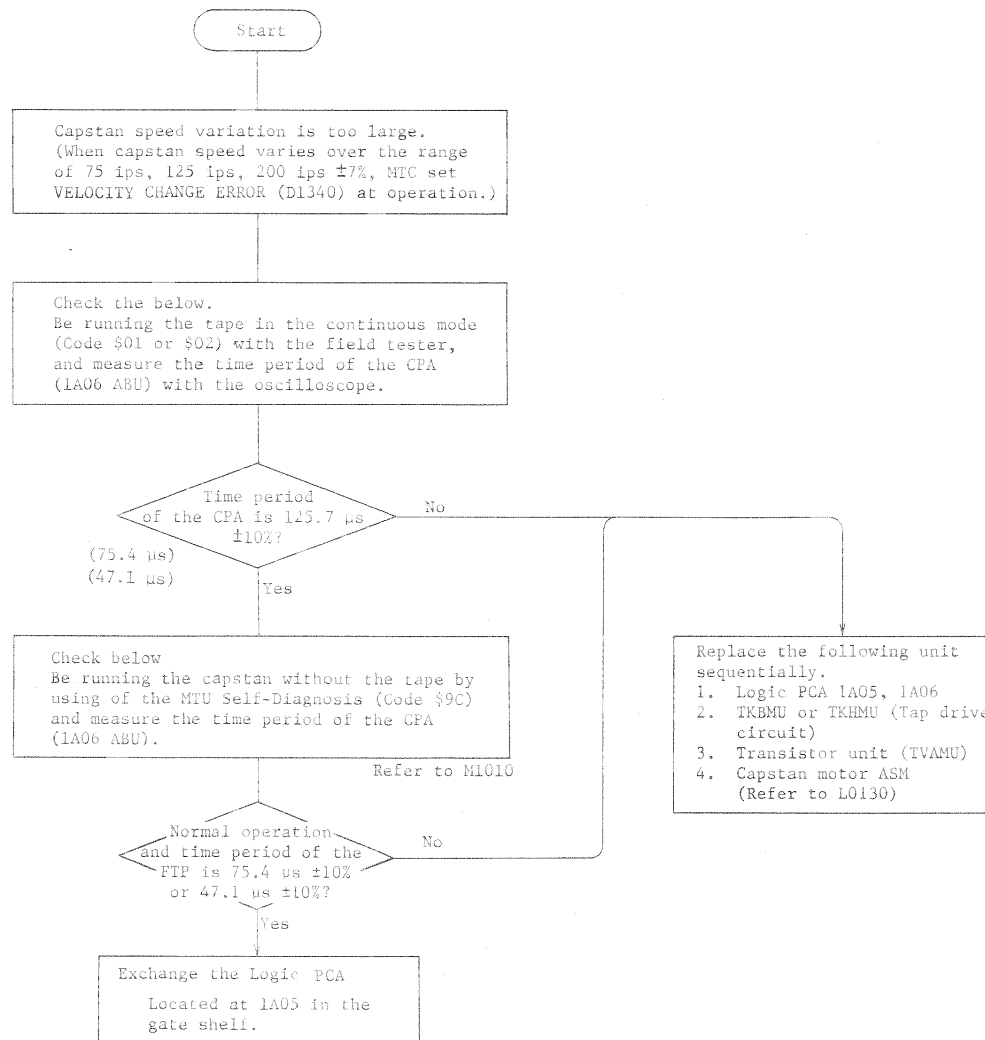 Start
Capstan speed variation is too large.
(When capstan speed varies over the range
of 75 ips, 125 ips, 200 ips ±7%, MTC set
VELOCITY CHANGE ERROR (D1340) at operation.)
Check the below.
Be running the tape in the continuous mode
(Code $01 or $02) with the field tester,
and measure the time period of the CPA
(1A06 ABU) with the oscilloscope.
Time period
of the CPA is 125.7 µs
±10%?
No
(75.4 µs)
(47.1 µs)
Yes
Check below
Be running the capstan without the tape by
using of the MTU Self-Diagnosis (Code $9C)
and measure the time period of the CPA
(1A06 ABU).
Refer to M1010
Replace the following unit
sequentially.
1. Logic PCA 1A05, 1A06
2. TKBMU or TKHMU (Tap drive
circuit)
3. Transistor unit (TVAMU)
4. Capstan motor ASM
(Refer to L0130)
Normal operation
and time period of the
FTP is 75.4 µs ±10%
or 47.1 µs ±10%?
No
Yes
Exchange the Logic PCA
Located at 1A05 in the
gate shelf.